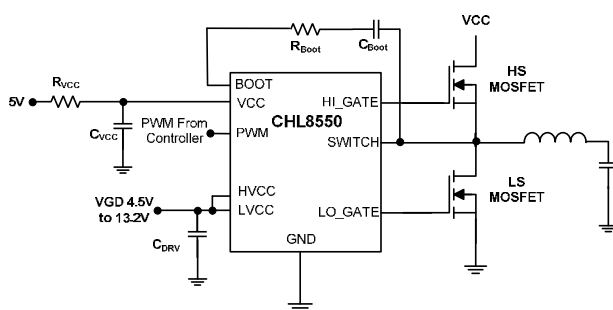 VCC
R_Boot
C_Boot
HS
MOSFET
R_VCC
5V
BOOT
VCC
HI_GATE
CHL8550
C_VCC
PWM From
Controller
PWM
SWITCH
VGD 4.5V
to 13.2V
HVCC
LVCC
LO_GATE
LS
MOSFET
C_DRV
GND